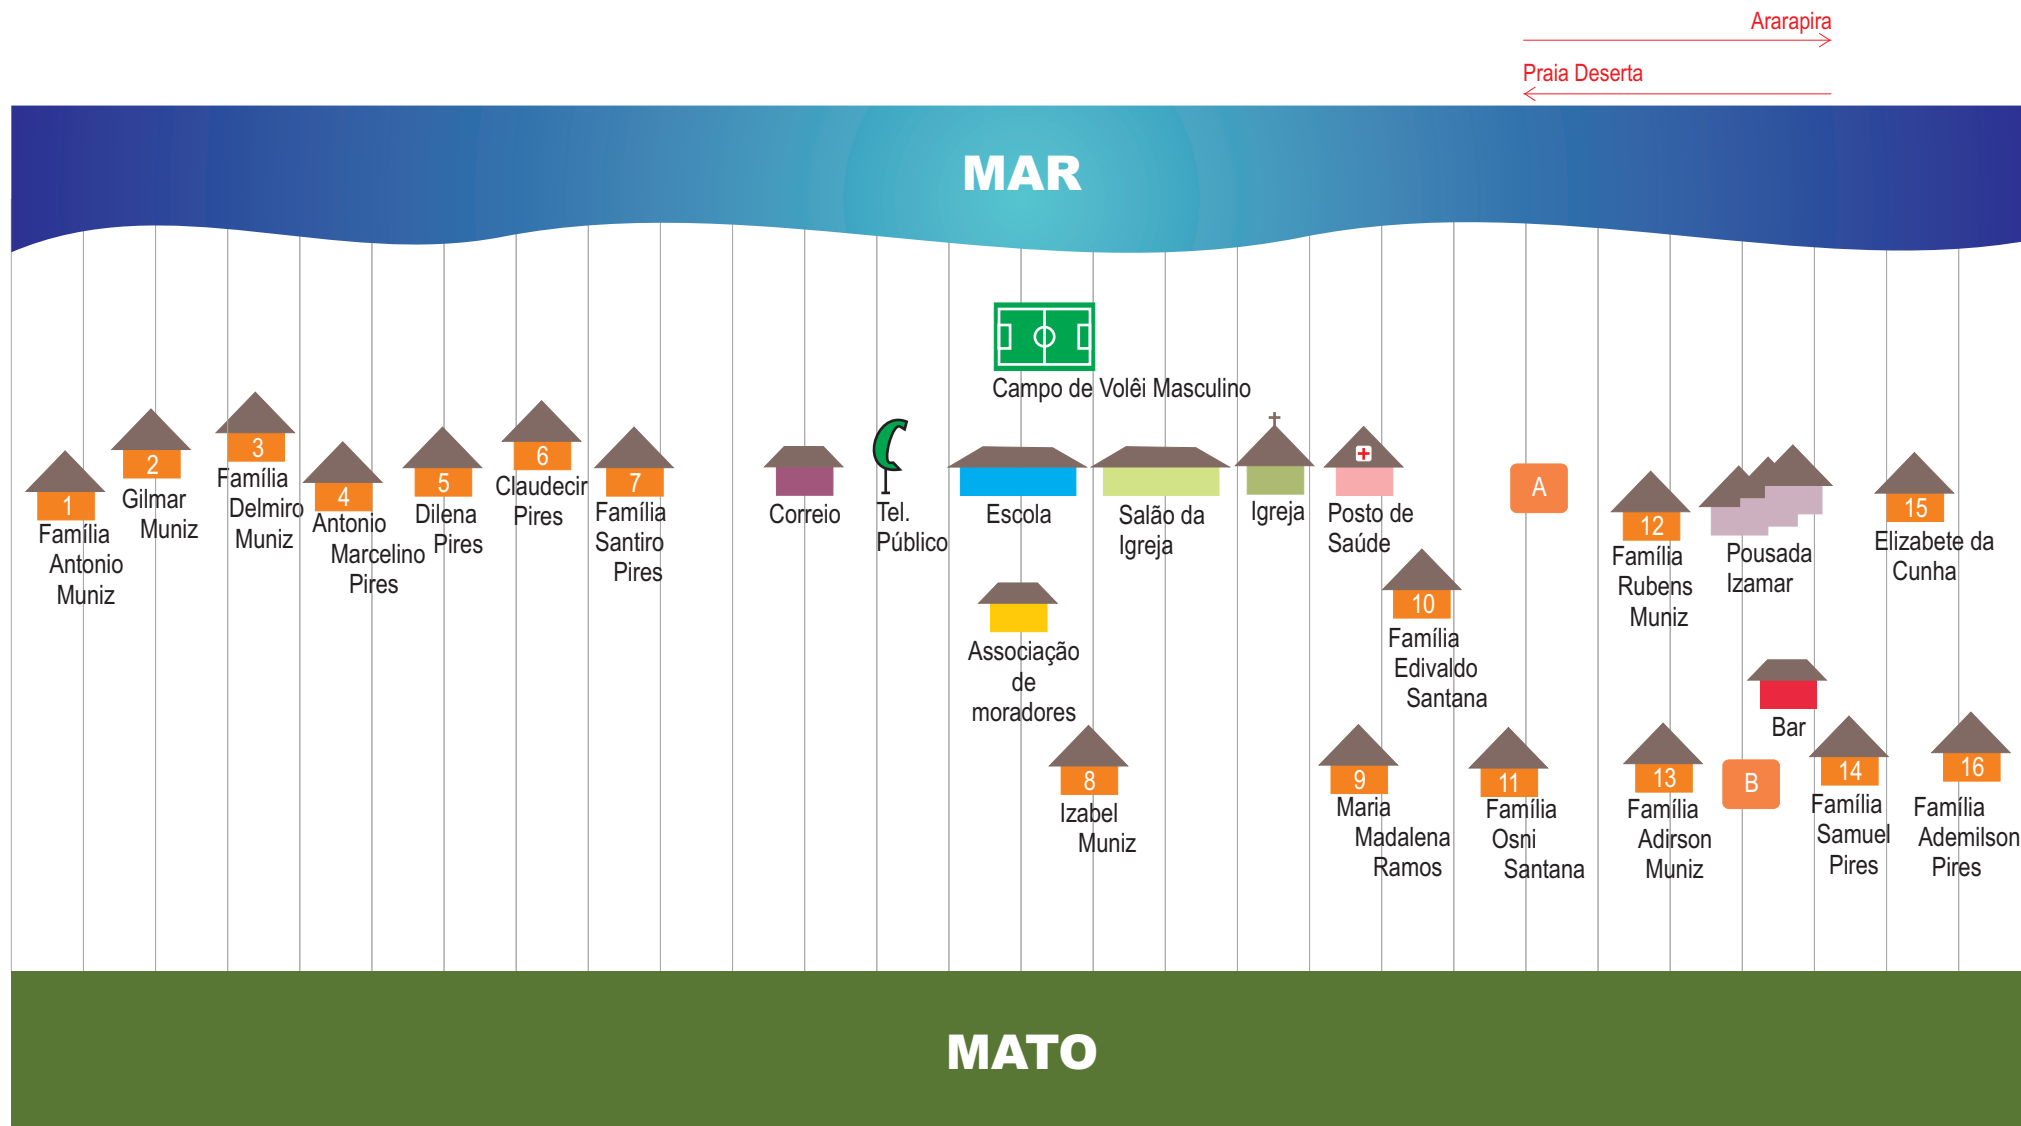 Ararapira
Praia Deserta
MAR
Campo de Volêi Masculino
1
Família
Antonio
Muniz
2
Gilmar
Muniz
3
Família
Delmiro
Muniz
4
Antonio
Marcelino
Pires
5
Dilena
Pires
6
Claudecir
Pires
7
Família
Santiro
Pires
Correio
Tel.
Público
Escola
Salão da
Igreja
Igreja
Posto de
Saúde
Associação
de
moradores
8
Izabel
Muniz
9
Maria
Madalena
Ramos
10
Família
Edivaldo
Santana
11
Família
Osni
Santana
A
12
Família
Rubens
Muniz
Pousada
Izamar
15
Elizabete da
Cunha
Bar
13
Família
Adirson
Muniz
B
14
Família
Samuel
Pires
16
Família
Ademilson
Pires
MATO